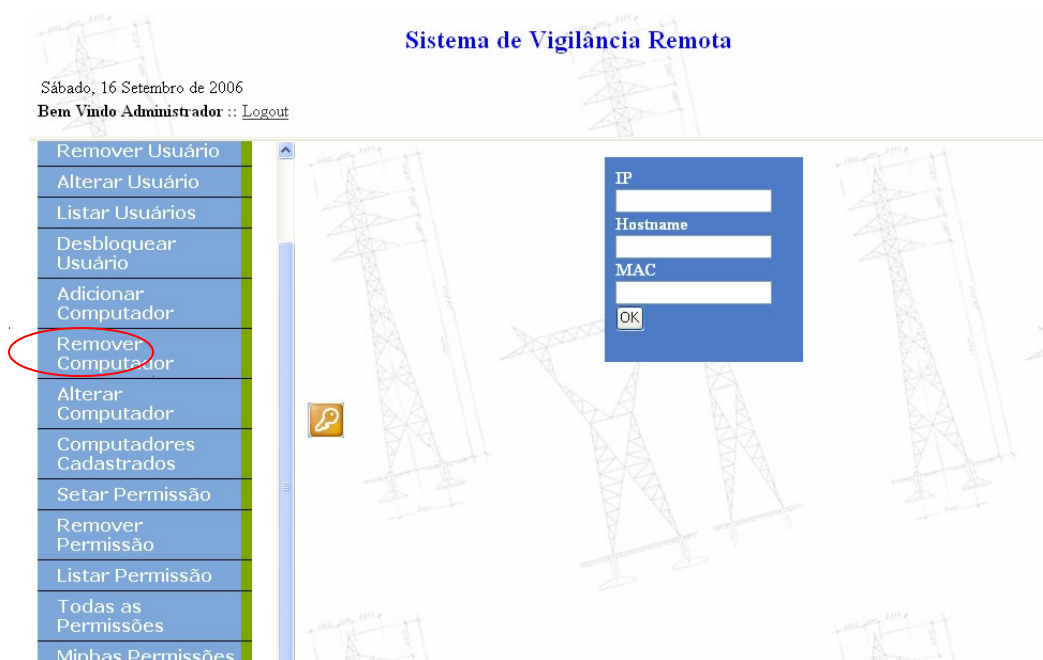 Sistema de Vigilância Remota
Sábado, 16 Setembro de 2006
Bem Vindo Administrador :: Logout
Remover Usuário
Alterar Usuário
Listar Usuários
Desbloquear
Usuário
Adicionar
Computador
Remover
Computador
Alterar
Computador
Computadores
Cadastrados
Setar Permissão
Remover
Permissão
Listar Permissão
Todas as
Permissões
Minhas Permissões
IP
Hostname
MAC
OK